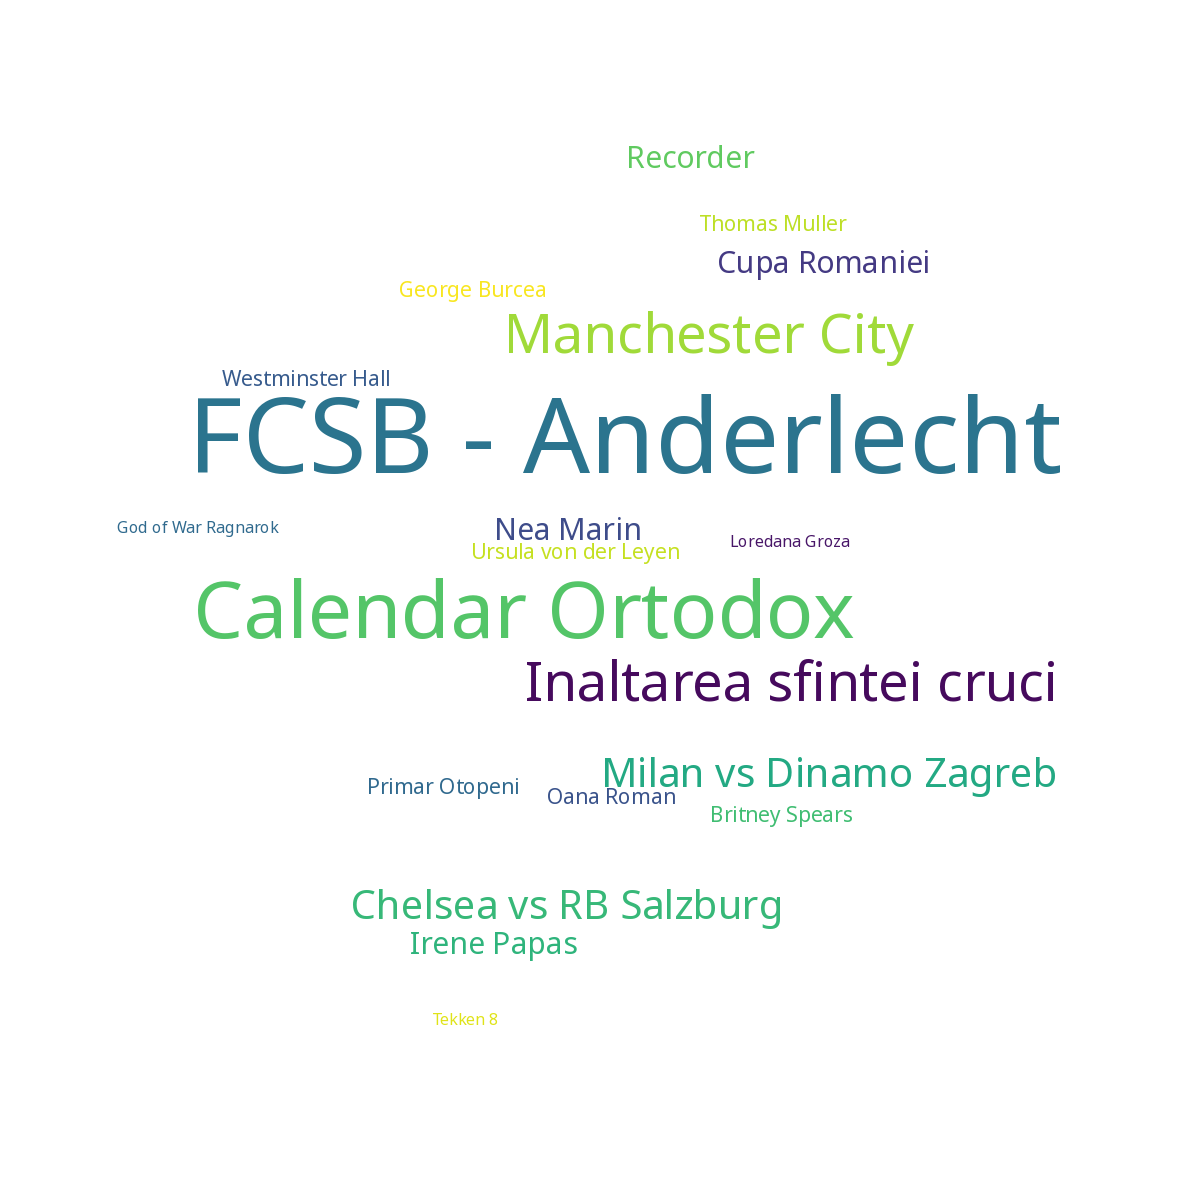 Recorder
Thomas Muller
Cupa Romaniei
George Burcea
Manchester City
Westminster Hall
FCSB - Anderlecht
God of War Ragnarok
Nea Marin
Loredana Groza
Ursula von der Leyen
Calendar Ortodox
Inaltarea sfintei cruci
Milan vs Dinamo Zagreb
Primar Otopeni
Oana Roman
Britney Spears
Chelsea vs RB Salzburg
Irene Papas
Tekken 8